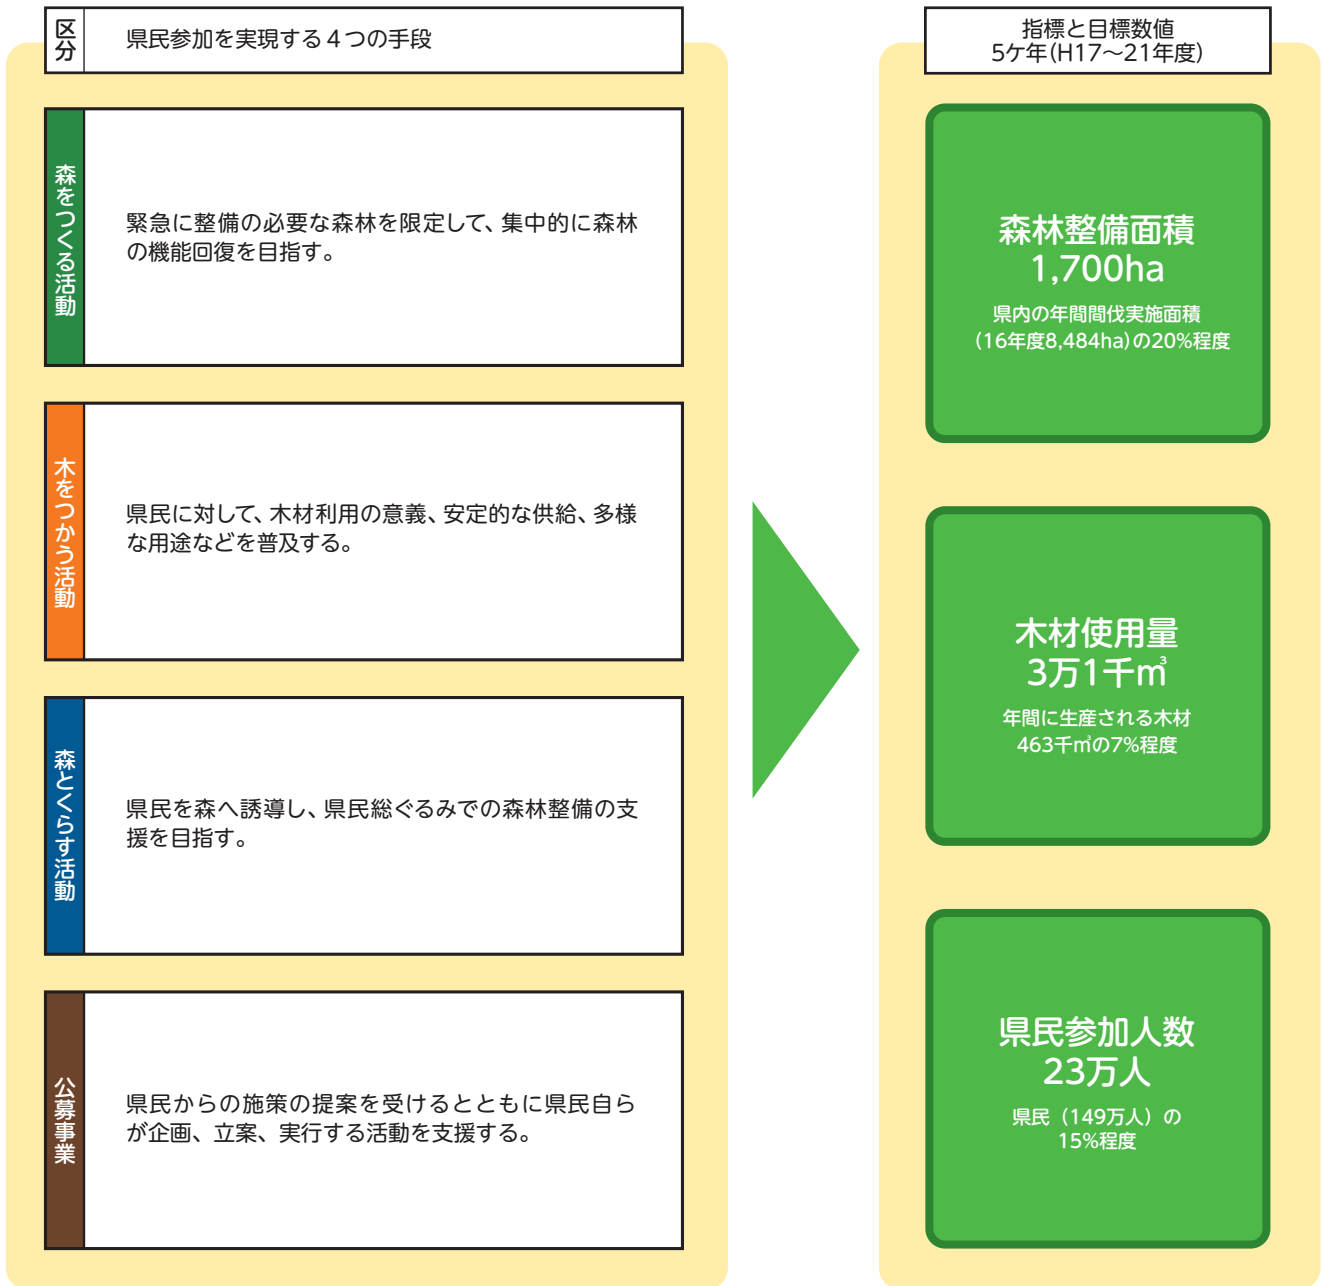 区分
県民参加を実現する4つの手段
森をつくる活動
緊急に整備の必要な森林を限定して、集中的に森林
の機能回復を目指す。
木をつかう活動
県民に対して、木材利用の意義、安定的な供給、多様
な用途などを普及する。
森とくらす活動
県民を森へ誘導し、県民総ぐるみでの森林整備の支
援を目指す。
公募事業
県民からの施策の提案を受けるとともに県民自ら
が企画、立案、実行する活動を支援する。
指標と目標数値
5ケ年(H17〜21年度)
森林整備面積
1,700ha
県内の年間間伐実施面積
(16年度8,484ha)の20%程度
木材使用量
3万1千㎥
年間に生産される木材
463千㎥の7%程度
県民参加人数
23万人
県民（149万人）の
15%程度